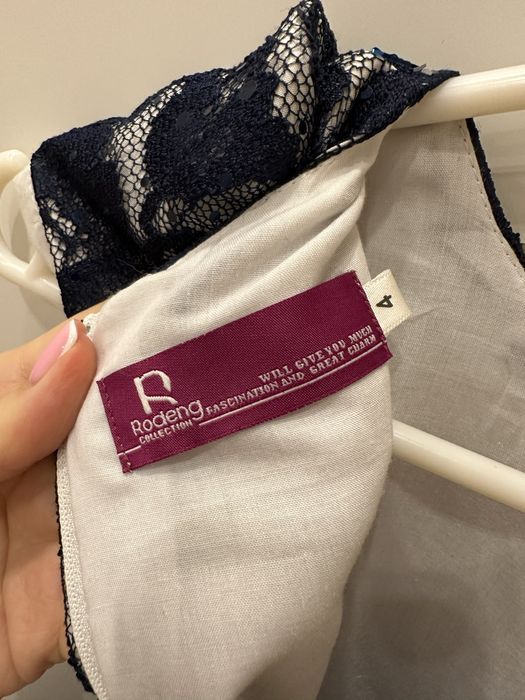 R
Rodeng
COLLECTION
WILL GIVE YOU MUCH
FASCINATION AND GREAT CHARM
4